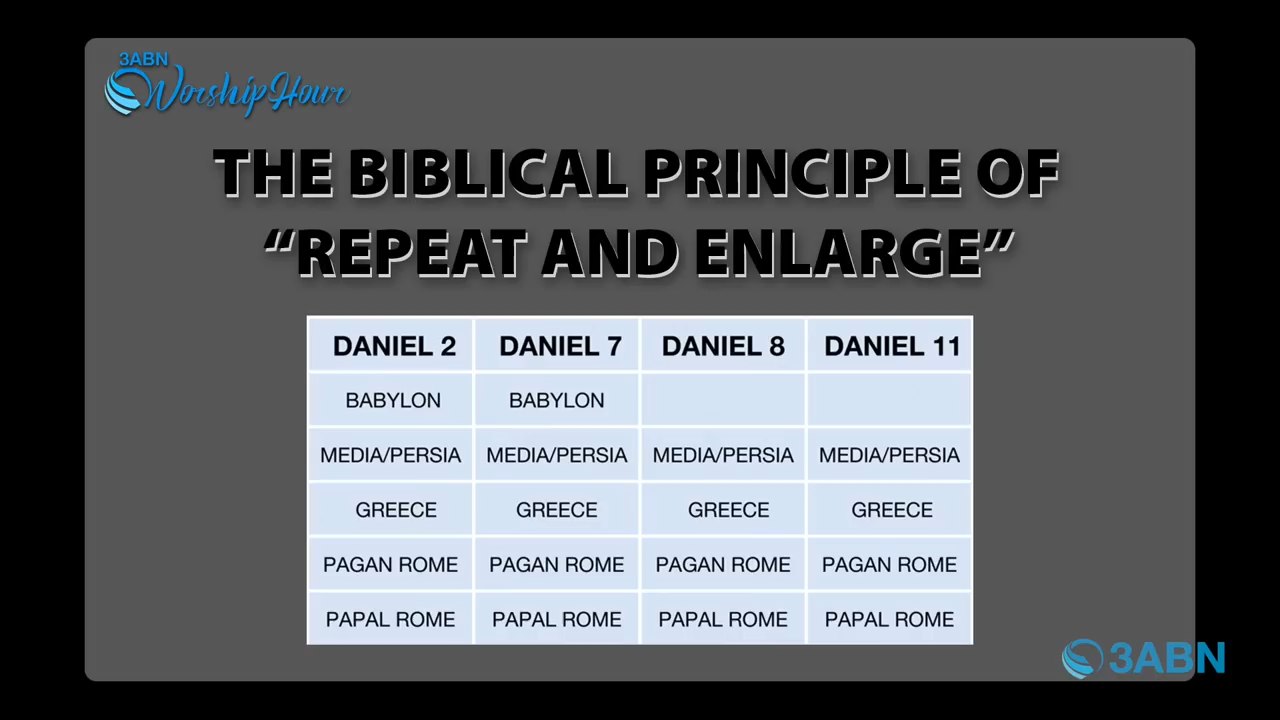 3ABN
Worship Hour
THE BIBLICAL PRINCIPLE OF
“REPEAT AND ENLARGE”
DANIEL 2 DANIEL 7 DANIEL 8 DANIEL 11
BABYLON BABYLON
MEDIA/PERSIA MEDIA/PERSIA MEDIA/PERSIA MEDIA/PERSIA
GREECE GREECE GREECE GREECE
PAGAN ROME PAGAN ROME PAGAN ROME PAGAN ROME
PAPAL ROME PAPAL ROME PAPAL ROME PAPAL ROME
3ABN